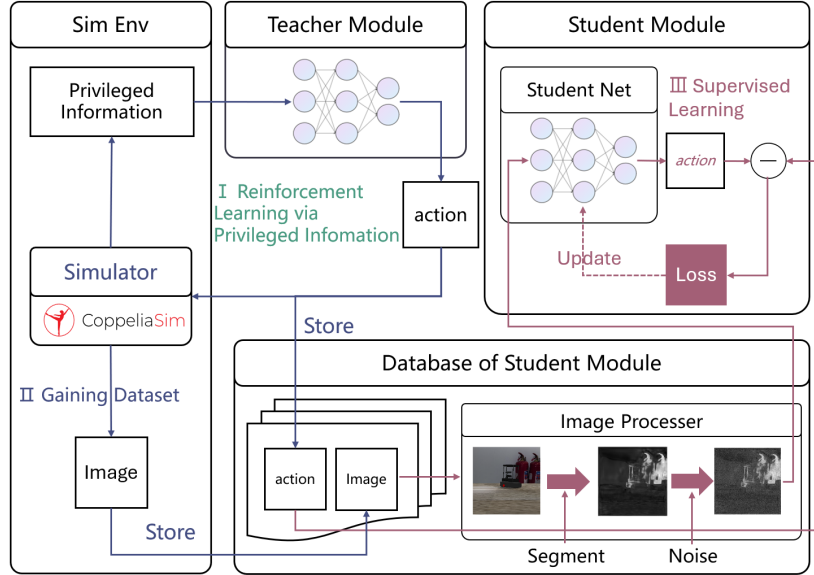 Sim Env
Privileged
Information
Simulator
CoppeliaSim
Ⅱ Gaining Dataset
Image
Store
Teacher Module
Ⅰ Reinforcement
Learning via
Privileged Infomation
action
Store
Student Module
Student Net
Ⅲ Supervised
Learning
action
—
Update
Loss
Database of Student Module
action
Image
Image Processer
Segment
Noise